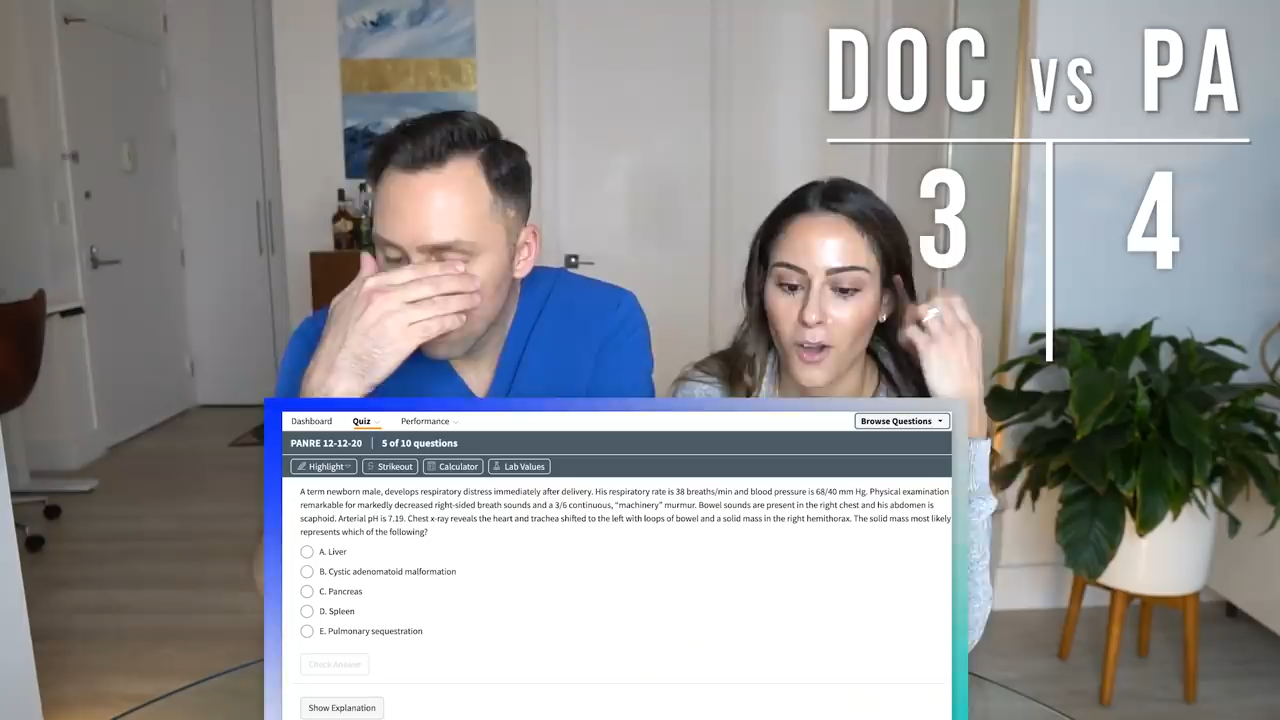 DOC VS PA
3 4
Dashboard Quiz Performance Browse Questions
PANRE 12-12-20 | 5 of 10 questions
Highlight Strikeout Calculator Lab Values
A term newborn male, develops respiratory distress immediately after delivery. His respiratory rate is 38 breaths/min and blood pressure is 68/40 mm Hg. Physical examination
remarkable for markedly decreased right-sided breath sounds and a 3/6 continuous, “machinery” murmur. Bowel sounds are present in the right chest and his abdomen is
scaphoid. Arterial pH is 7.19. Chest x-ray reveals the heart and trachea shifted to the left with loops of bowel and a solid mass in the right hemithorax. The solid mass most likely
represents which of the following?
A. Liver
B. Cystic adenomatoid malformation
C. Pancreas
D. Spleen
E. Pulmonary sequestration
Check Answer
Show Explanation